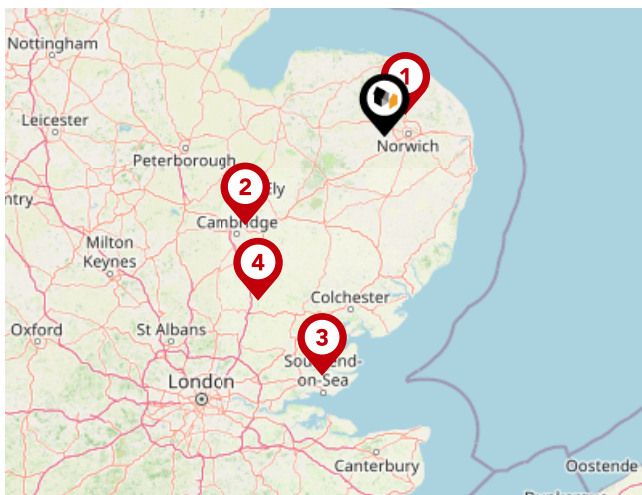 Nottingham
1
Leicester
Norwich
Peterborough
2
Ely
ntry
Cambridge
Milton
Keynes
4
Colchester
Oxford
St Albans
3
London
on-Sea
Canterbury
Oostende